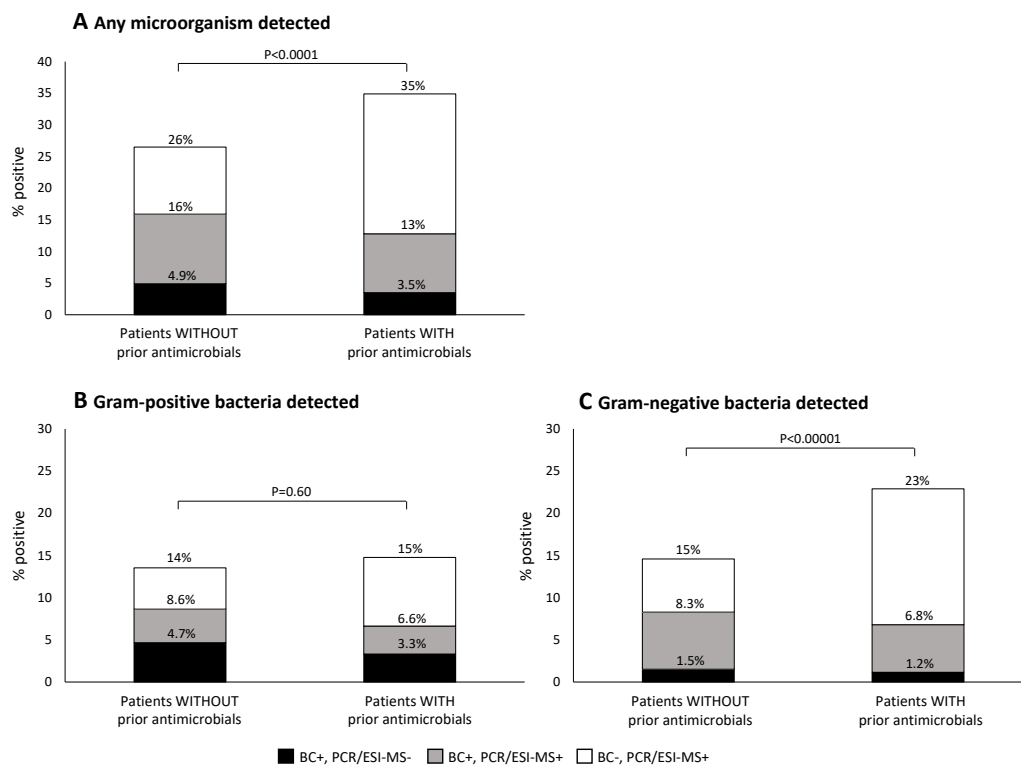 A Any microorganism detected
P<0.0001
% positive
40
35
30
25
20
15
10
5
0
26%
16%
4.9%
35%
13%
3.5%
Patients WITHOUT
prior antimicrobials
Patients WITH
prior antimicrobials
B Gram-positive bacteria detected
P=0.60
% positive
30
25
20
15
10
5
0
14%
8.6%
4.7%
15%
6.6%
3.3%
Patients WITHOUT
prior antimicrobials
Patients WITH
prior antimicrobials
C Gram-negative bacteria detected
P<0.00001
% positive
30
25
20
15
10
5
0
15%
8.3%
1.5%
23%
6.8%
1.2%
Patients WITHOUT
prior antimicrobials
Patients WITH
prior antimicrobials
BC+, PCR/ESI-MS- BC+, PCR/ESI-MS+ BC-, PCR/ESI-MS+